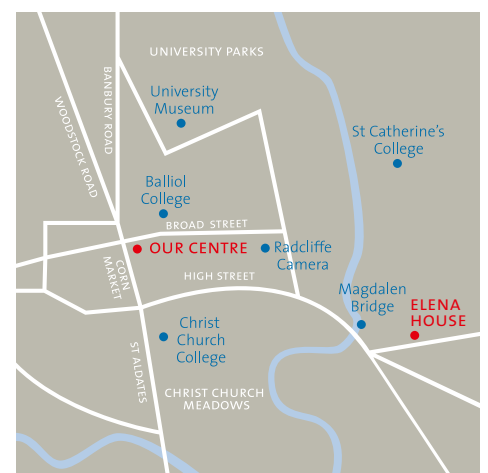 UNIVERSITY PARKS
BANBURY ROAD
WOODSTOCK ROAD
University
Museum
St Catherine's
College
Balliol
College
BROAD STREET
OUR CENTRE
Radcliffe
Camera
CORN
MARKET
HIGH STREET
Magdalen
Bridge
ELENA
HOUSE
Christ
Church
College
ST ALDATES
CHRIST CHURCH
MEADOWS